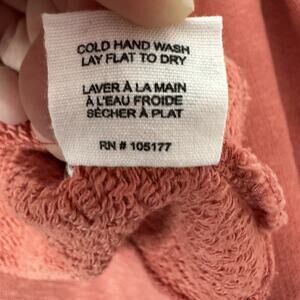 COLD HAND WASH
LAY FLAT TO DRY
LAVER À LA MAIN
À L'EAU FROIDE
SÉCHER À PLAT
RN # 105177